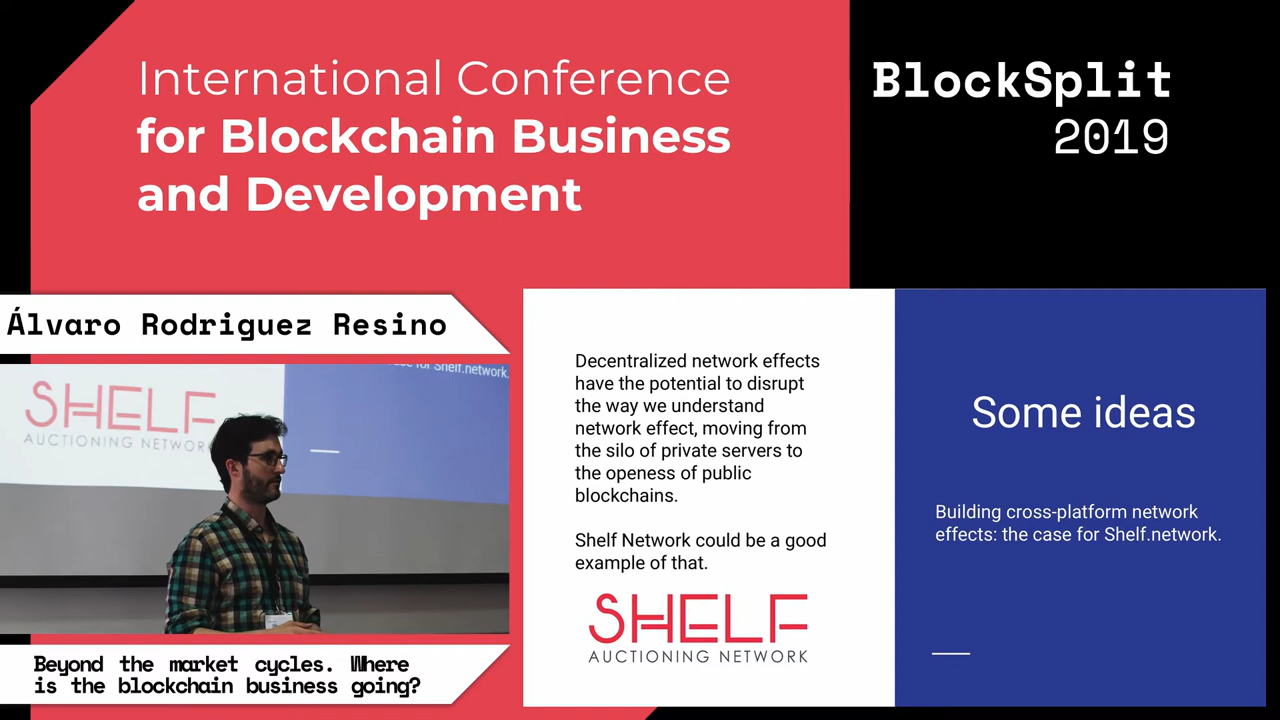 International Conference
for Blockchain Business
and Development
BlockSplit
2019
Álvaro Rodriguez Resino
case for Shelf.network.
SHELF
AUCTIONING NETWORK
Beyond the market cycles. Where
is the blockchain business going?
Decentralized network effects
have the potential to disrupt
the way we understand
network effect, moving from
the silo of private servers to
the openess of public
blockchains.
Shelf Network could be a good
example of that.
SHELF
AUCTIONING NETWORK
Some ideas
Building cross-platform network
effects: the case for Shelf.network.